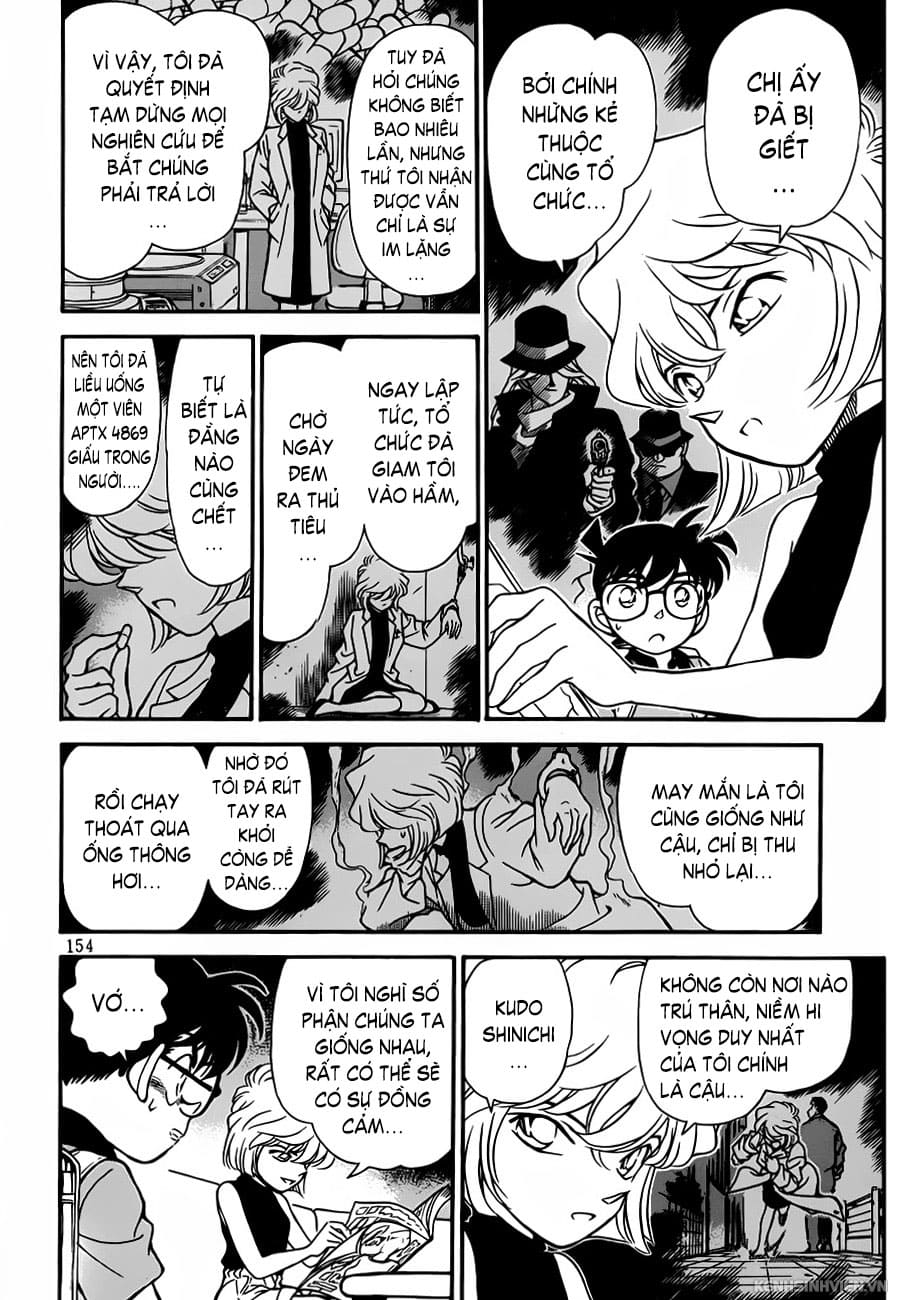 CHỊ ẤY
ĐÃ BỊ
GIẾT
...
BỞI CHÍNH
NHỮNG KẺ
THUỘC
CÙNG TỔ
CHỨC...
TUY ĐÃ
HỎI CHÚNG
KHÔNG BIẾT
BAO NHIÊU
LẦN, NHƯNG
THỨ TÔI NHẬN
ĐƯỢC VẪN
CHỈ LÀ SỰ
IM LẶNG
...
VÌ VẬY, TÔI ĐÃ
QUYẾT ĐỊNH
TẠM DỪNG MỌI
NGHIÊN CỨU ĐỂ
BẮT CHÚNG
PHẢI TRẢ LỜI
...
NGAY LẬP
TỨC, TỔ
CHỨC ĐÃ
GIAM TÔI
VÀO HẦM,
CHỜ
NGÀY
ĐEM
RA THỦ
TIÊU
...
TỰ
BIẾT LÀ
ĐẰNG
NÀO
CŨNG
CHẾT
...
NÊN TÔI ĐÃ
LIỀU UỐNG
MỘT VIÊN
APTX 4869
GIẤU TRONG
NGƯỜI....
MAY MẮN LÀ TÔI
CŨNG GIỐNG NHƯ
CẬU, CHỈ BỊ THU
NHỎ LẠI...
NHỜ ĐÓ
TÔI ĐÃ RÚT
TAY RA
KHỎI
CÒNG DỄ
DÀNG...
RỒI CHẠY
THOÁT QUA
ỐNG THÔNG
HƠI...
154
KHÔNG CÒN NƠI NÀO
TRÚ THÂN, NIỀM HI
VỌNG DUY NHẤT
CỦA TÔI CHÍNH
LÀ CẬU...
KUDO
SHINICHI
...
VÌ TÔI NGHĨ SỐ
PHẬN CHÚNG TA
GIỐNG NHAU,
RẤT CÓ THỂ SẼ
CÓ SỰ ĐỒNG
CẢM...
VỚ...
KENHSINHVIEN.VN